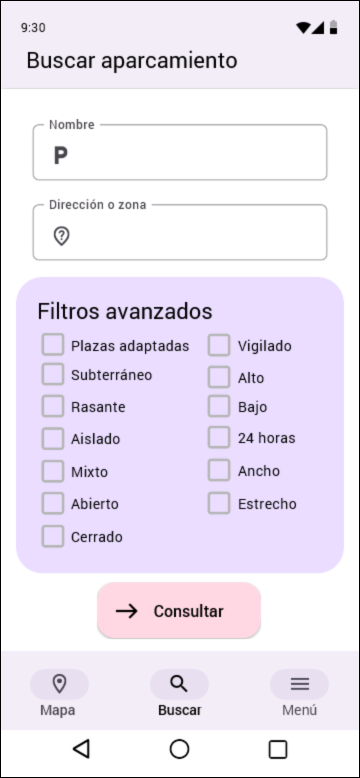 9:30
Buscar aparcamiento
Nombre
P
Dirección o zona
?
Filtros avanzados
Plazas adaptadas
Vigilado
Subterráneo
Alto
Rasante
Bajo
Aislado
24 horas
Mixto
Ancho
Abierto
Estrecho
Cerrado
Consultar
Mapa
Buscar
Menú